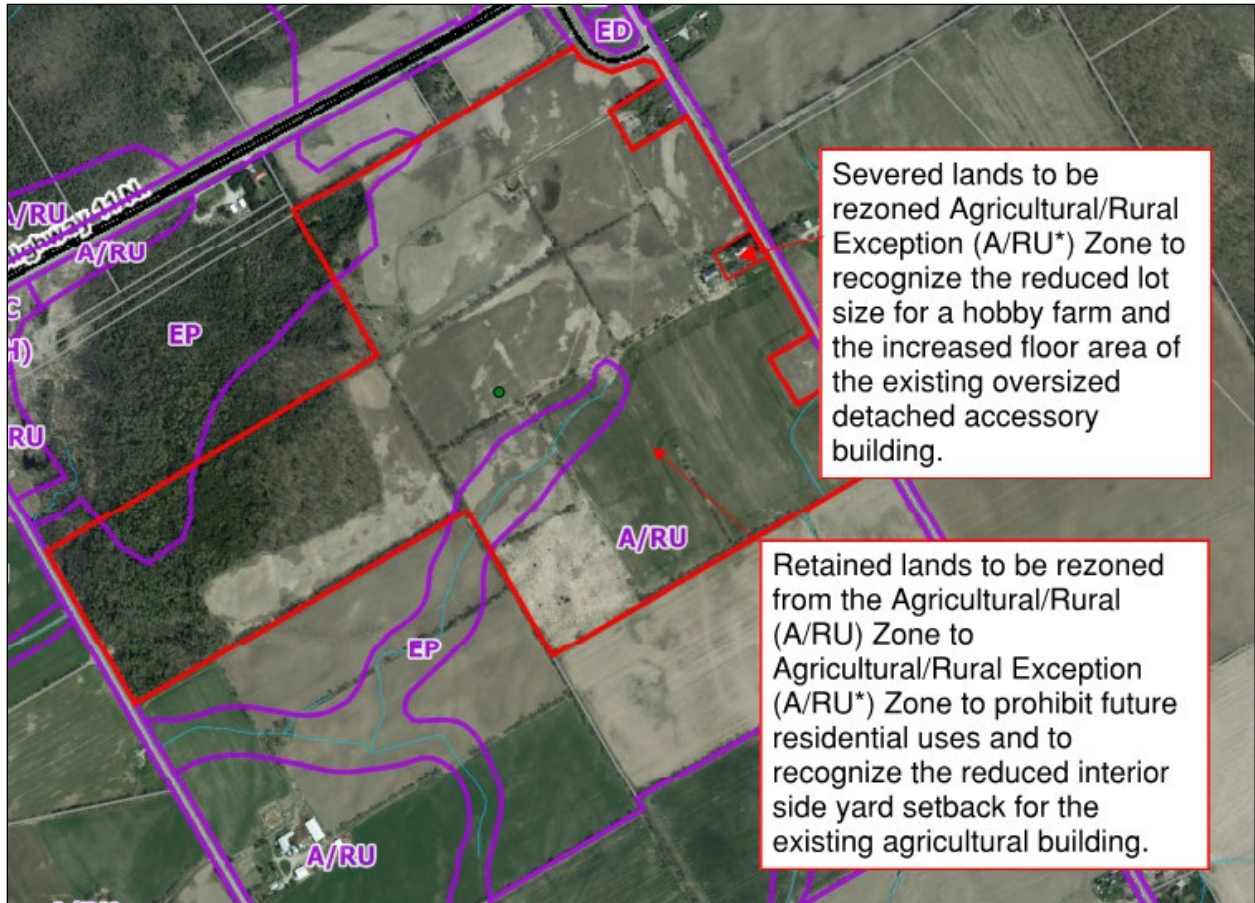 ED
Severed lands to be
rezoned Agricultural/Rural
Exception (A/RU*) Zone to
recognize the reduced lot
size for a hobby farm and
the increased floor area of
the existing oversized
detached accessory
building.
A/RU
Highway 11 N.
A/RU
C
H)
EP
RU
A/RU
Retained lands to be rezoned
from the Agricultural/Rural
(A/RU) Zone to
Agricultural/Rural Exception
(A/RU*) Zone to prohibit future
residential uses and to
recognize the reduced interior
side yard setback for the
existing agricultural building.
EP
A/RU